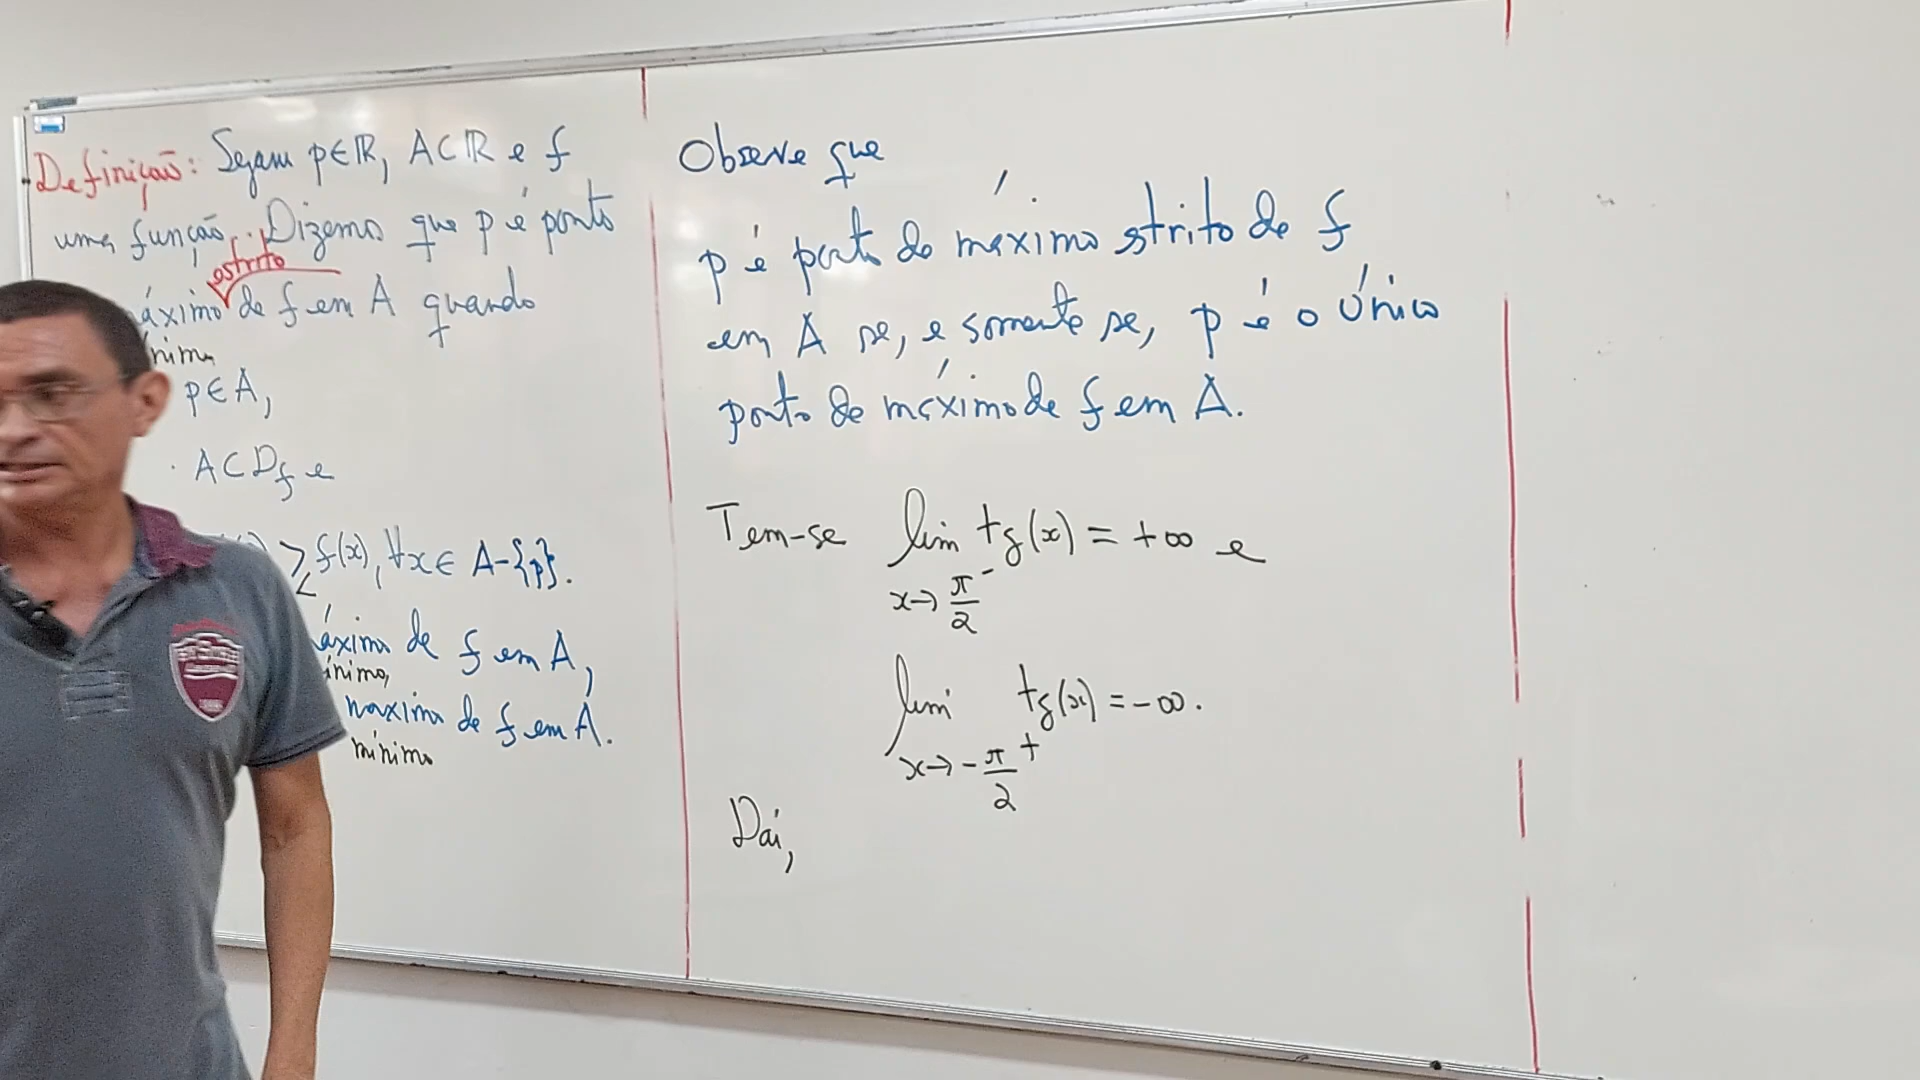 Definição: Sejam p∈ℝ, A⊂ℝ e f
uma função. Dizemos que p é ponto
estrito
áximo de f em A quando
nimo
p∈A,
· A⊂D_f e
≥ f(x), ∀x∈ A-{p}.
≤
áximo de f em A,
ínimo,
maximo de f em A.
mínimo
Observe que
p é ponto de máximo estrito de f
em A se, e somente se, p é o único
ponto de máximo de f em A.
Tem-se lim tg(x) = +∞ e
x→π/2⁻
lim tg(x) = -∞.
x→-π/2⁺
Daí,